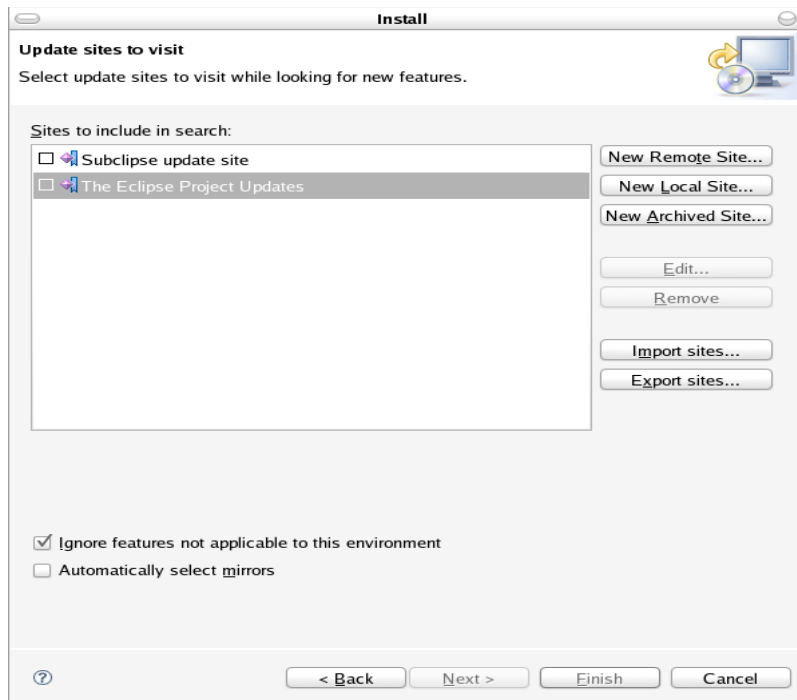 Install
Update sites to visit
Select update sites to visit while looking for new features.
Sites to include in search:
Subclipse update site
The Eclipse Project Updates
New Remote Site...
New Local Site...
New Archived Site...
Edit...
Remove
Import sites...
Export sites...
Ignore features not applicable to this environment
Automatically select mirrors
?
< Back
Next >
Finish
Cancel